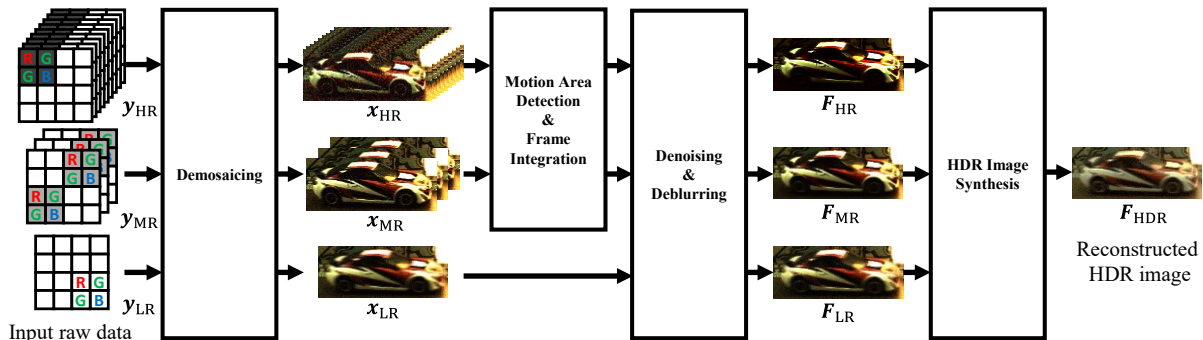 R G
G B
y_HR
R G
G B
R G
R G
G B
G B
y_MR
R G
G B
y_LR
Input raw data
Demosaicing
x_HR
x_MR
x_LR
Motion Area
Detection
&
Frame
Integration
Denoising
&
Deblurring
F_HR
F_MR
F_LR
HDR Image
Synthesis
F_HDR
Reconstructed
HDR image